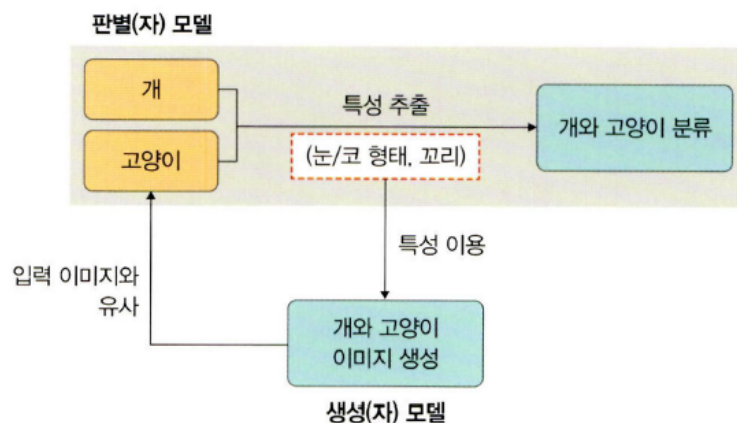 판별(자) 모델
개
고양이
특성 추출
(눈/코 형태, 꼬리)
개와 고양이 분류
특성 이용
입력 이미지와
유사
개와 고양이
이미지 생성
생성(자) 모델